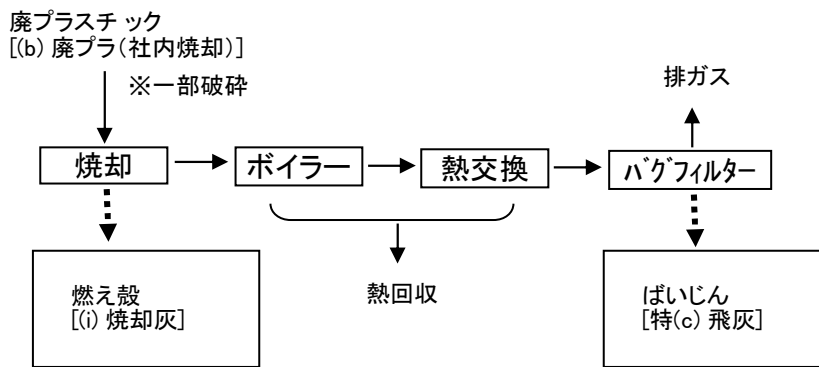 廃プラスチック
[(b) 廃プラ(社内焼却)]
※一部破砕
排ガス
焼却
ボイラー
熱交換
バグフィルター
燃え殻
[(i) 焼却灰]
熱回収
ばいじん
[特(c) 飛灰]